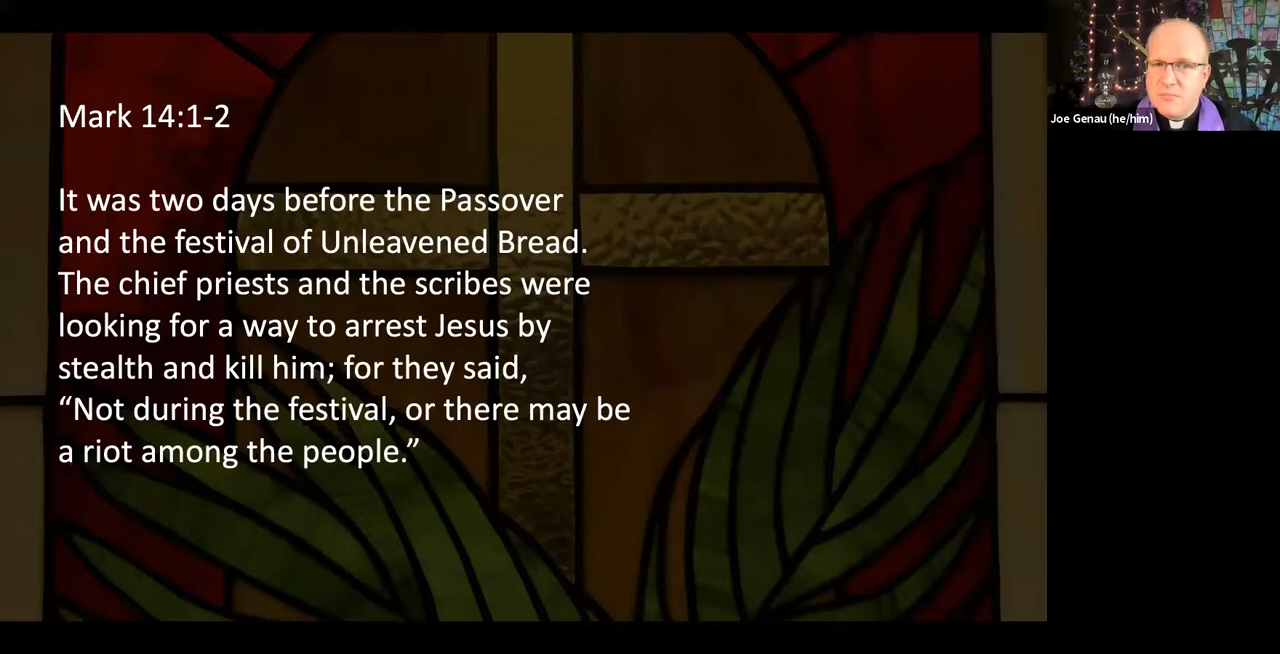 Mark 14:1-2
It was two days before the Passover
and the festival of Unleavened Bread.
The chief priests and the scribes were
looking for a way to arrest Jesus by
stealth and kill him; for they said,
“Not during the festival, or there may be
a riot among the people.”
Joe Genau (he/him)